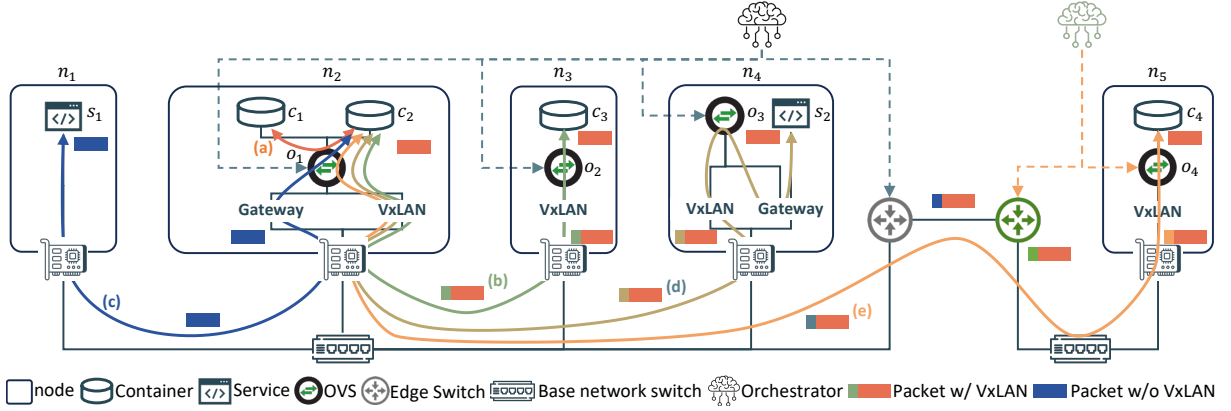 n₁
n₂
n₃
n₄
n₅
s₁
c₁
c₂
c₃
o₃
s₂
c₄
(a)
o₁
o₂
o₄
Gateway
VxLAN
VxLAN
VxLAN
Gateway
VxLAN
(c)
(b)
(d)
(e)
node
Container
Service
OVS
Edge Switch
Base network switch
Orchestrator
Packet w/ VxLAN
Packet w/o VxLAN